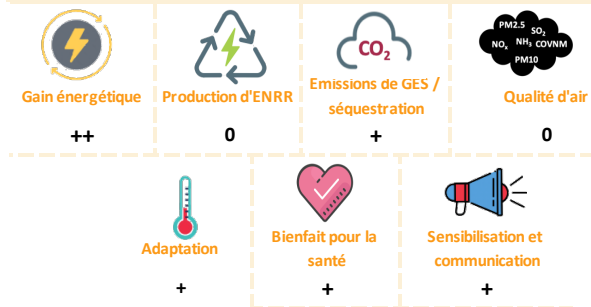 PM2.5
SO₂
NOₓ NH₃ COVNM
PM10
CO₂
Gain énergétique
Production d'ENRR
Emissions de GES /
séquestration
Qualité d'air
++
0
+
0
Adaptation
Bienfait pour la
santé
Sensibilisation et
communication
+
+
+